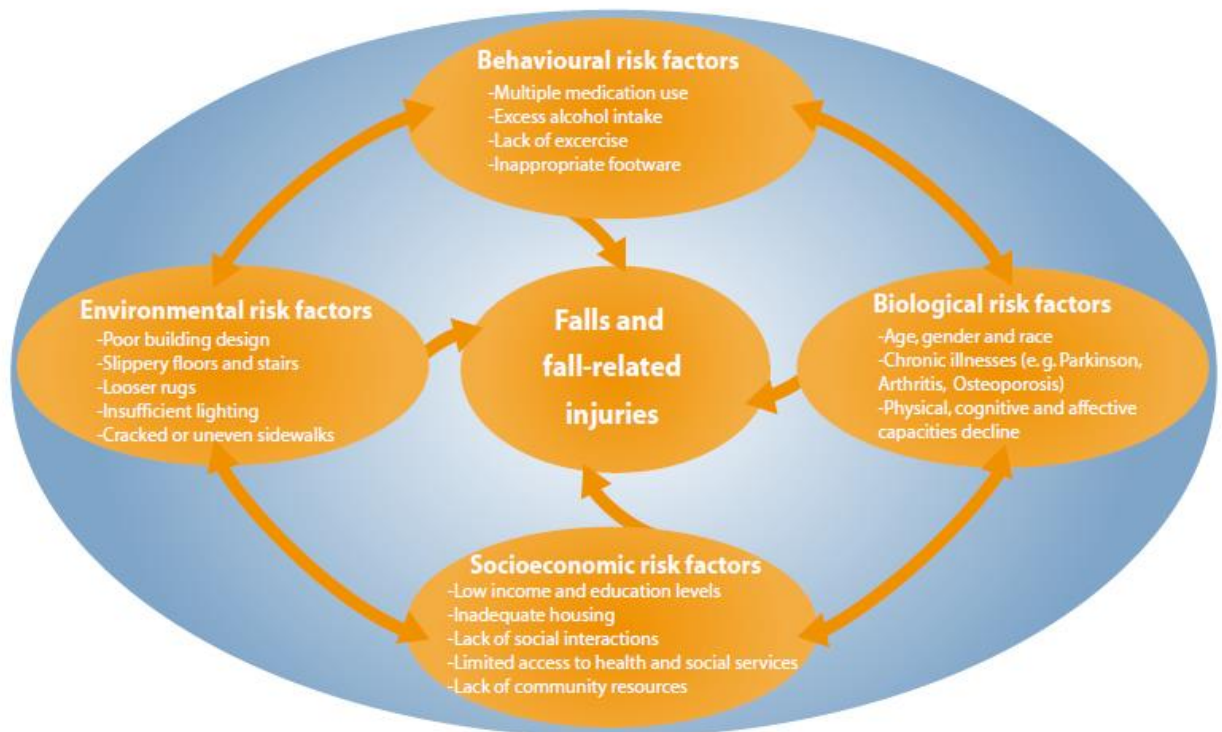 Behavioural risk factors
-Multiple medication use
-Excess alcohol intake
-Lack of excercise
-Inappropriate footware
Environmental risk factors
-Poor building design
-Slippery floors and stairs
-Looser rugs
-Insufficient lighting
-Cracked or uneven sidewalks
Falls and
fall-related
injuries
Biological risk factors
-Age, gender and race
-Chronic illnesses (e. g. Parkinson,
Arthritis, Osteoporosis)
-Physical, cognitive and affective
capacities decline
Socioeconomic risk factors
-Low income and education levels
-Inadequate housing
-Lack of social interactions
-Limited access to health and social services
-Lack of community resources